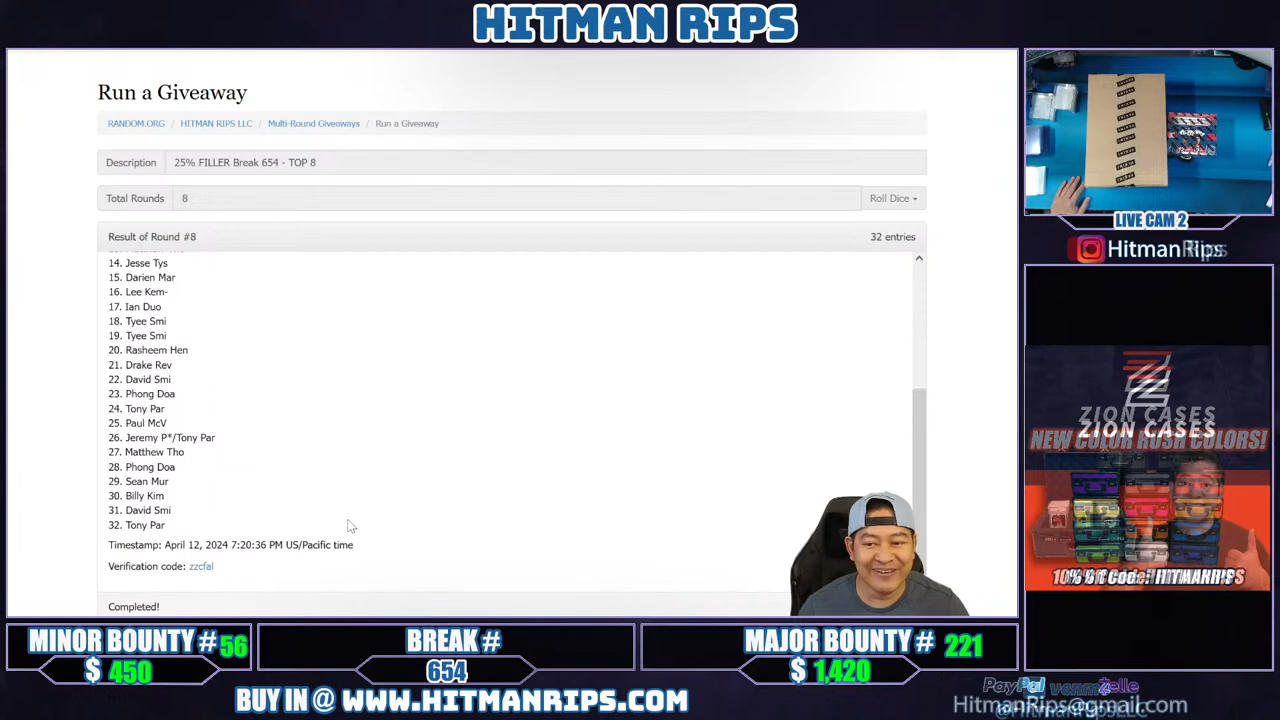 HITMAN RIPS
Run a Giveaway
RANDOM.ORG / HITMAN RIPS LLC / Multi-Round Giveaways / Run a Giveaway
Description 25% FILLER Break 654 - TOP 8
Total Rounds 8 Roll Dice
Result of Round #8 32 entries
14. Jesse Tys
15. Darien Mar
16. Lee Kem-
17. Ian Duo
18. Tyee Smi
19. Tyee Smi
20. Rasheem Hen
21. Drake Rev
22. David Smi
23. Phong Doa
24. Tony Par
25. Paul McV
26. Jeremy P*/Tony Par
27. Matthew Tho
28. Phong Doa
29. Sean Mur
30. Billy Kim
31. David Smi
32. Tony Par
Timestamp: April 12, 2024 7:20:36 PM US/Pacific time
Verification code: zzcfal
Completed!
LIVE CAM 2
Hitman Rips
ZION CASES
ZION CASES
NEW COLOR RUSH COLORS!
MINOR BOUNTY # 56
$ 450
BREAK #
654
MAJOR BOUNTY # 221
$ 1,420
BUY IN @ WWW.HITMANRIPS.COM
PayPal venmo Zelle
HitmanRips@gmail.com